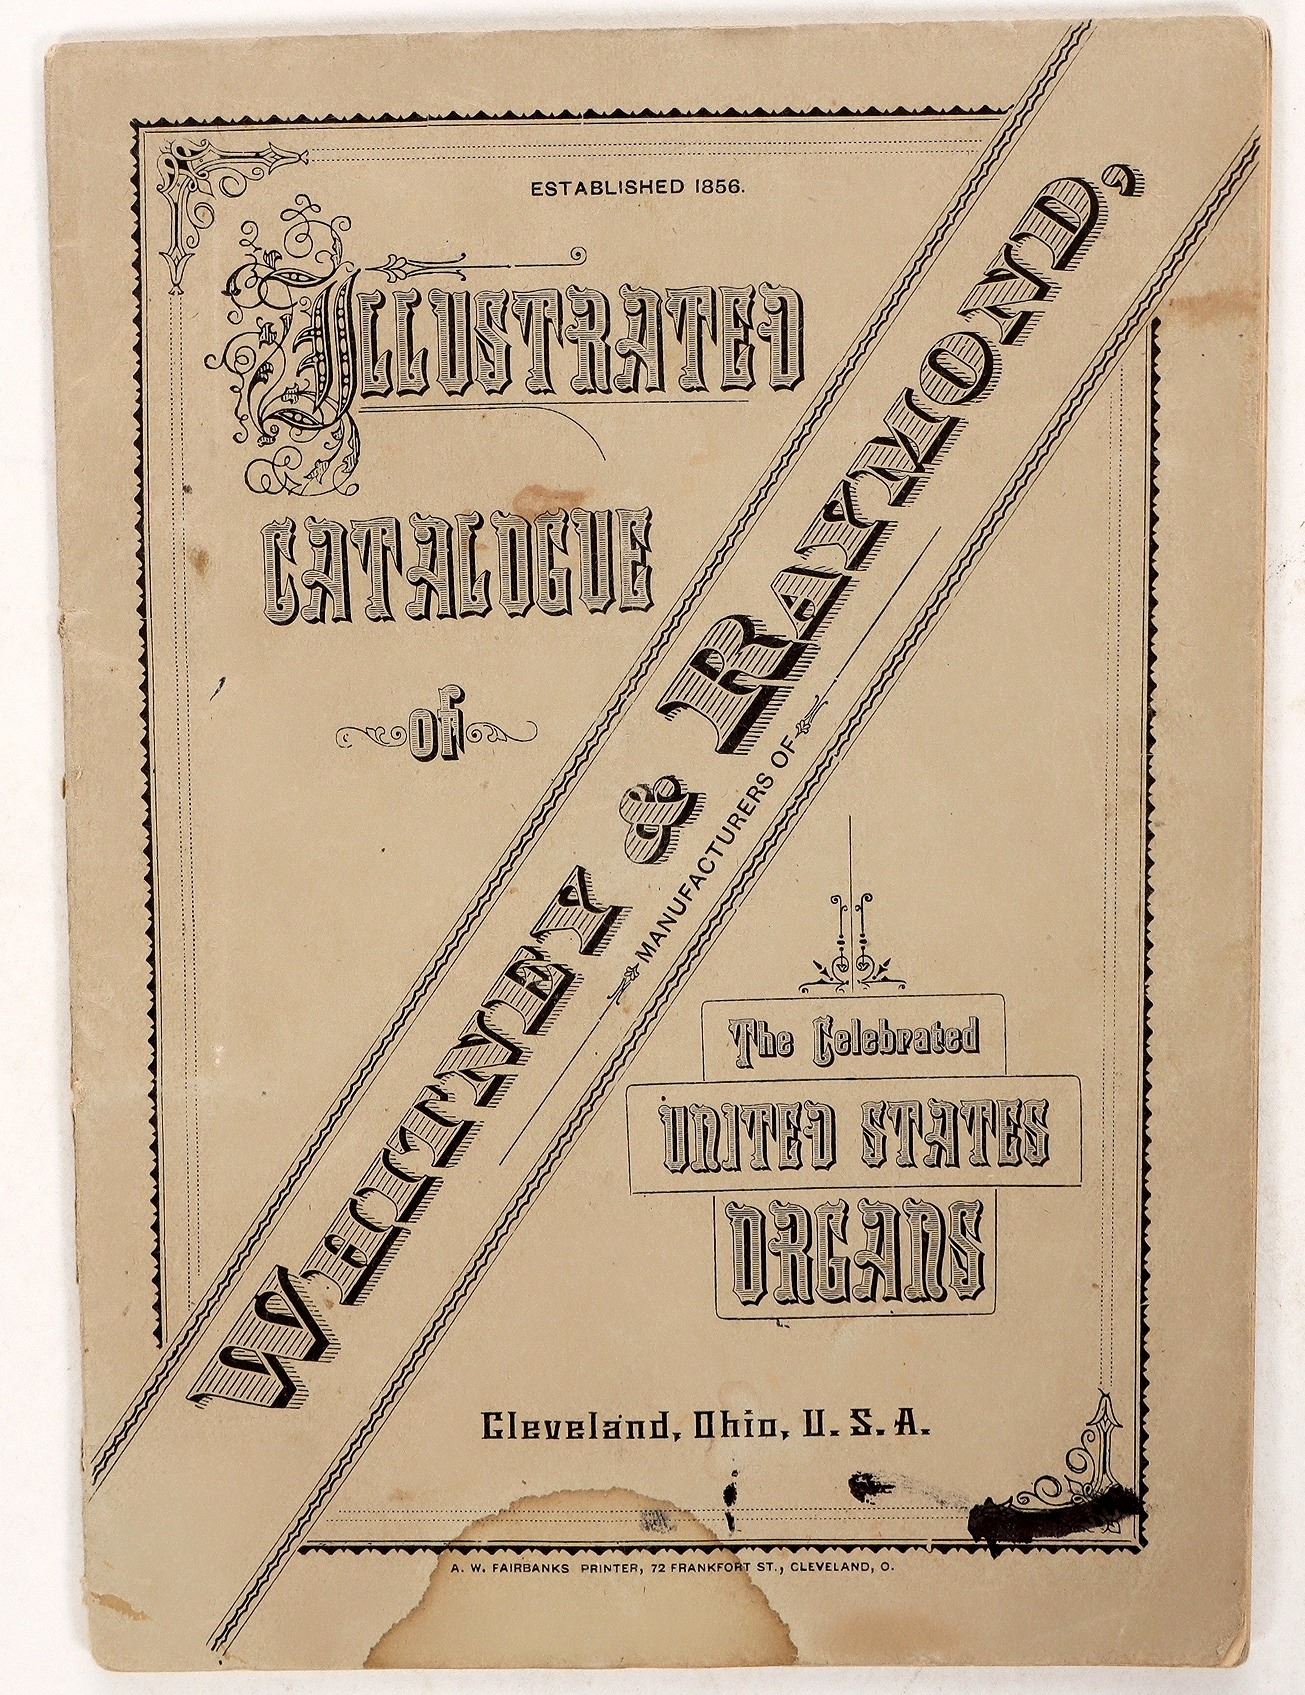 ESTABLISHED 1856.
ILLUSTRATED
CATALOGUE
of
WHITNEY & RAYMOND,
MANUFACTURERS OF
The Celebrated
UNITED STATES
ORGANS
Cleveland, Ohio, U. S. A.
A. W. FAIRBANKS PRINTER, 72 FRANKFORT ST., CLEVELAND, O.